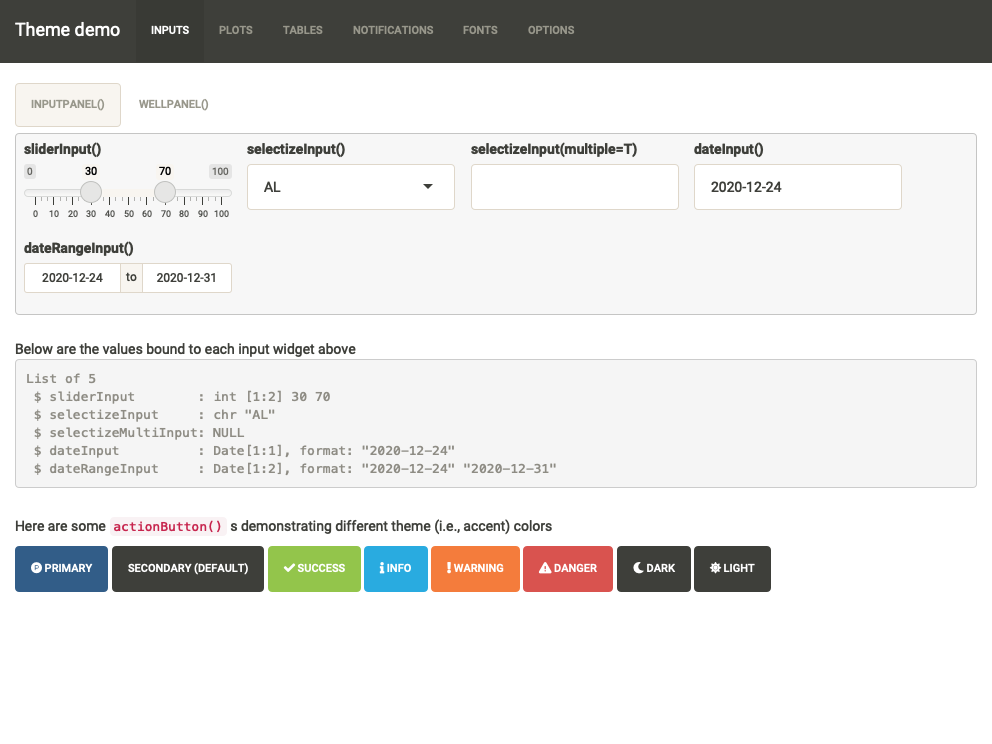 Theme demo INPUTS PLOTS TABLES NOTIFICATIONS FONTS OPTIONS
INPUTPANEL() WELLPANEL()
sliderInput() selectizeInput() selectizeInput(multiple=T) dateInput()
0 30 70 100
AL 2020-12-24
0 10 20 30 40 50 60 70 80 90 100
dateRangeInput()
2020-12-24 to 2020-12-31
Below are the values bound to each input widget above
List of 5
$ sliderInput : int [1:2] 30 70
$ selectizeInput : chr "AL"
$ selectizeMultiInput: NULL
$ dateInput : Date[1:1], format: "2020-12-24"
$ dateRangeInput : Date[1:2], format: "2020-12-24" "2020-12-31"
Here are some actionButton() s demonstrating different theme (i.e., accent) colors
PRIMARY SECONDARY (DEFAULT) SUCCESS INFO WARNING DANGER DARK LIGHT